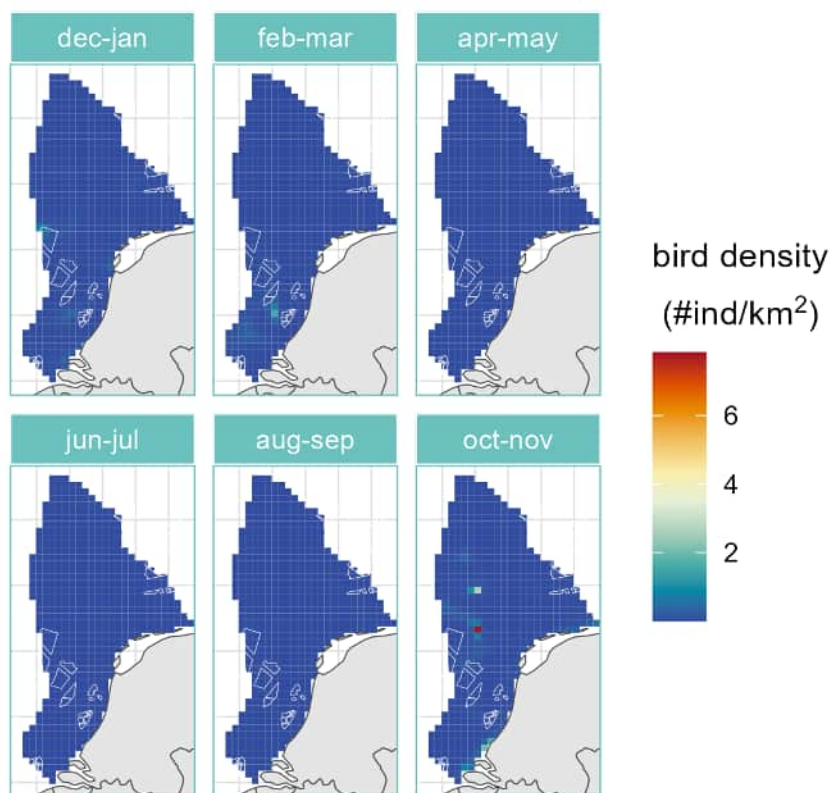 dec-jan
feb-mar
apr-may
jun-jul
aug-sep
oct-nov
bird density
(#ind/km²)
6
4
2